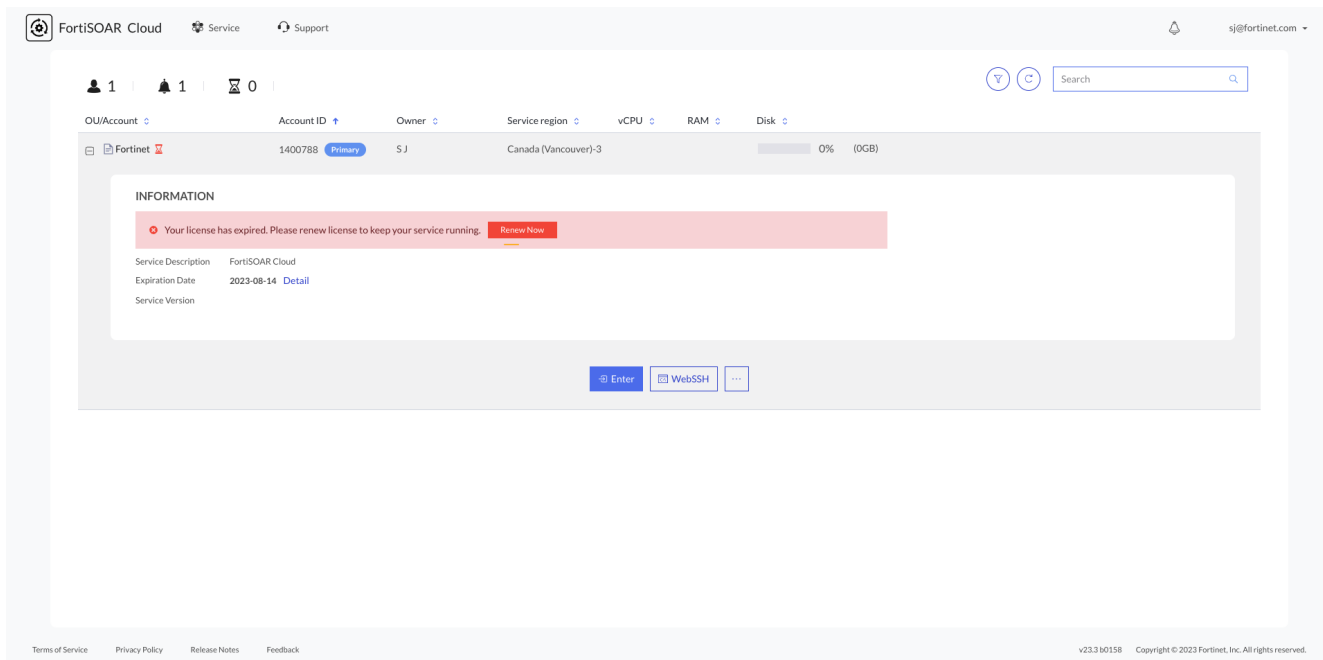 FortiSOAR Cloud Service Support sj@fortinet.com
1 1 0 Search
OU/Account Account ID Owner Service region vCPU RAM Disk
Fortinet 1400788 Primary S J Canada (Vancouver)-3 0% (0GB)
INFORMATION
Your license has expired. Please renew license to keep your service running. Renew Now
Service Description FortiSOAR Cloud
Expiration Date 2023-08-14 Detail
Service Version
Enter WebSSH ...
Terms of Service Privacy Policy Release Notes Feedback v23.3 b0158 Copyright © 2023 Fortinet, Inc. All rights reserved.